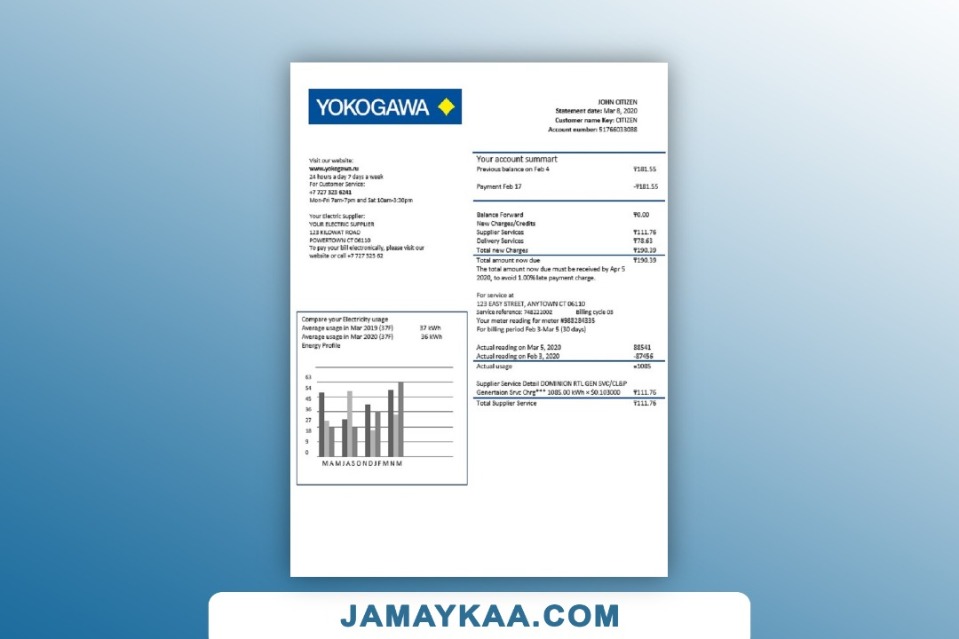 YOKOGAWA
JOHN CITIZEN
Statement date: Mar 8, 2020
Customer name Key: CITIZEN
Account number: 51766033088
Visit our website:
www.yokogawa.ru
24 hours a day 7 days a week
For Customer Service:
+7 727 323 6241
Mon-Fri 7am-7pm and Sat 10am-3:30pm
Your Electric Supplier:
YOUR ELECTRIC SUPPLIER
123 KILOWAT ROAD
POWERTOWN CT 06110
To pay your bill electronically, please visit our
website or call +7 727 323 62
Your account summart
Previous balance on Feb 4 ₸181.55
Payment Feb 17 -₸181.55
Balance Forward ₸0.00
New Charges/Credits
Supplier Services ₸111.76
Delivery Services ₸78.63
Total new Charges ₸190.39
Total amount now due ₸190.39
The total amount now due must be received by Apr 5
2020, to avoid 1.00%late payment charge.
For service at
123 EASY STREET, ANYTOWN CT 06110
Service reference: 748221002 Billing cycle 03
Your meter reading for meter #988284335
For billing period Feb 3-Mar 5 (30 days)
Actual reading on Mar 5, 2020 88541
Actual reading on Feb 3, 2020 -87456
Actual usage =1085
Supplier Service Detail DOMINION RTL GEN SVC/CL&P
Genertaion Srvc Chrg*** 1085.00 kWh × $0.103000 ₸111.76
Total Supplier Service ₸111.76
Compare your Electricity usage
Average usage in Mar 2019 (37F) 37 kWh
Average usage in Mar 2020 (37F) 36 kWh
Energy Profile
63
54
45
36
27
18
9
0
M A M J J A S O N D J F M N M
JAMAYKAA.COM